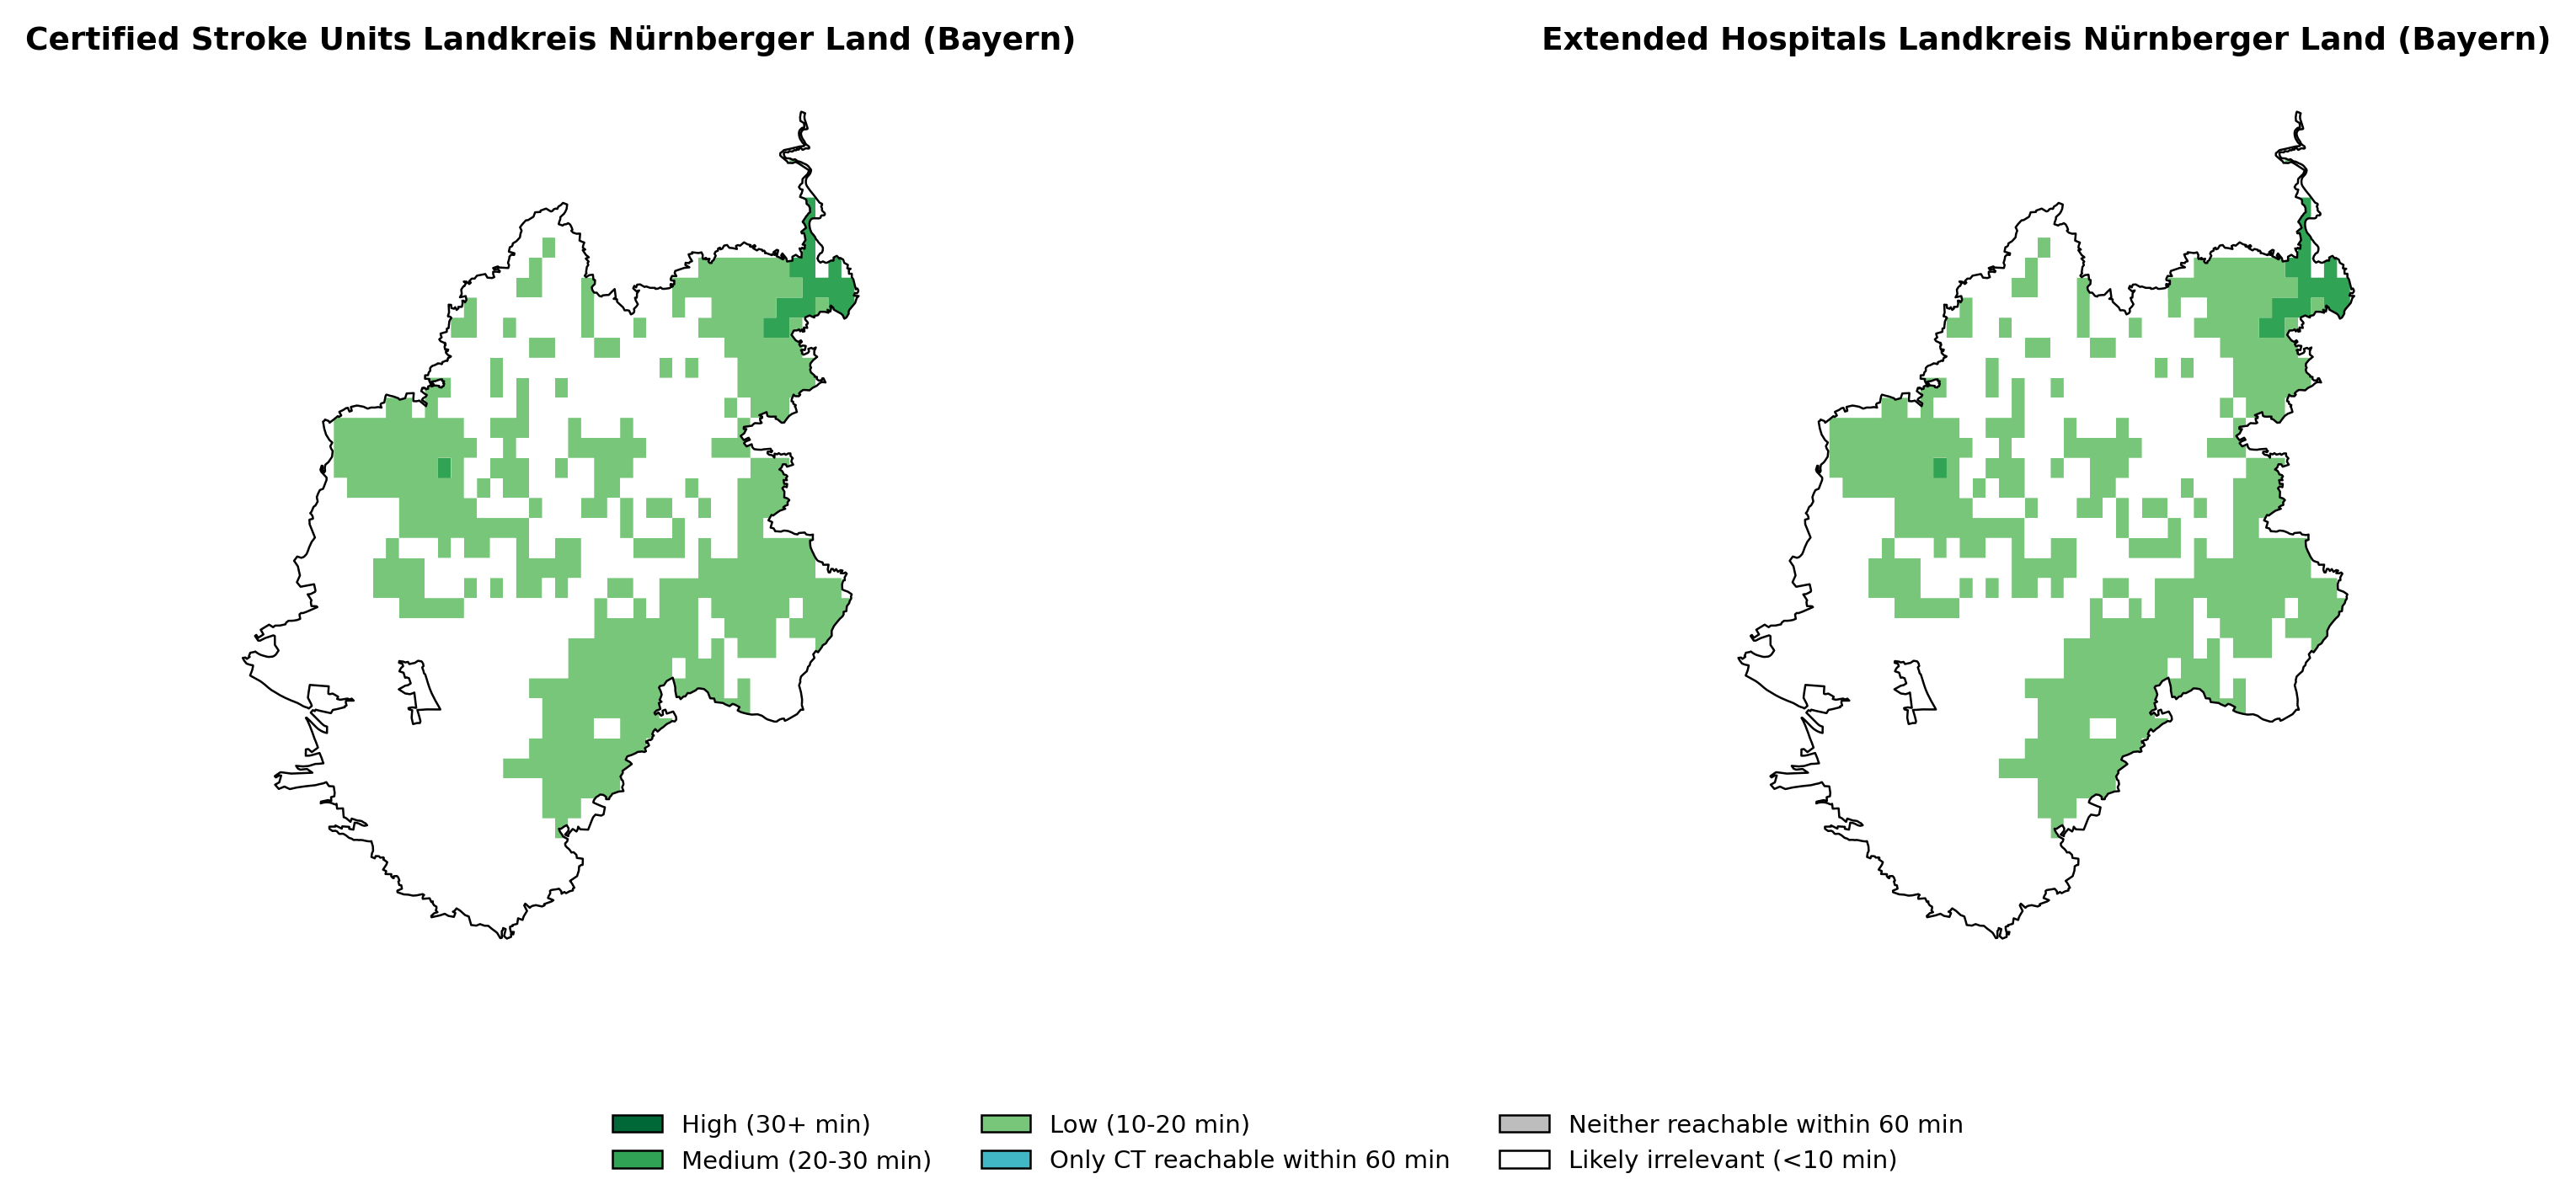 Certified Stroke Units Landkreis Nürnberger Land (Bayern)
Extended Hospitals Landkreis Nürnberger Land (Bayern)
High (30+ min)
Medium (20-30 min)
Low (10-20 min)
Only CT reachable within 60 min
Neither reachable within 60 min
Likely irrelevant (<10 min)